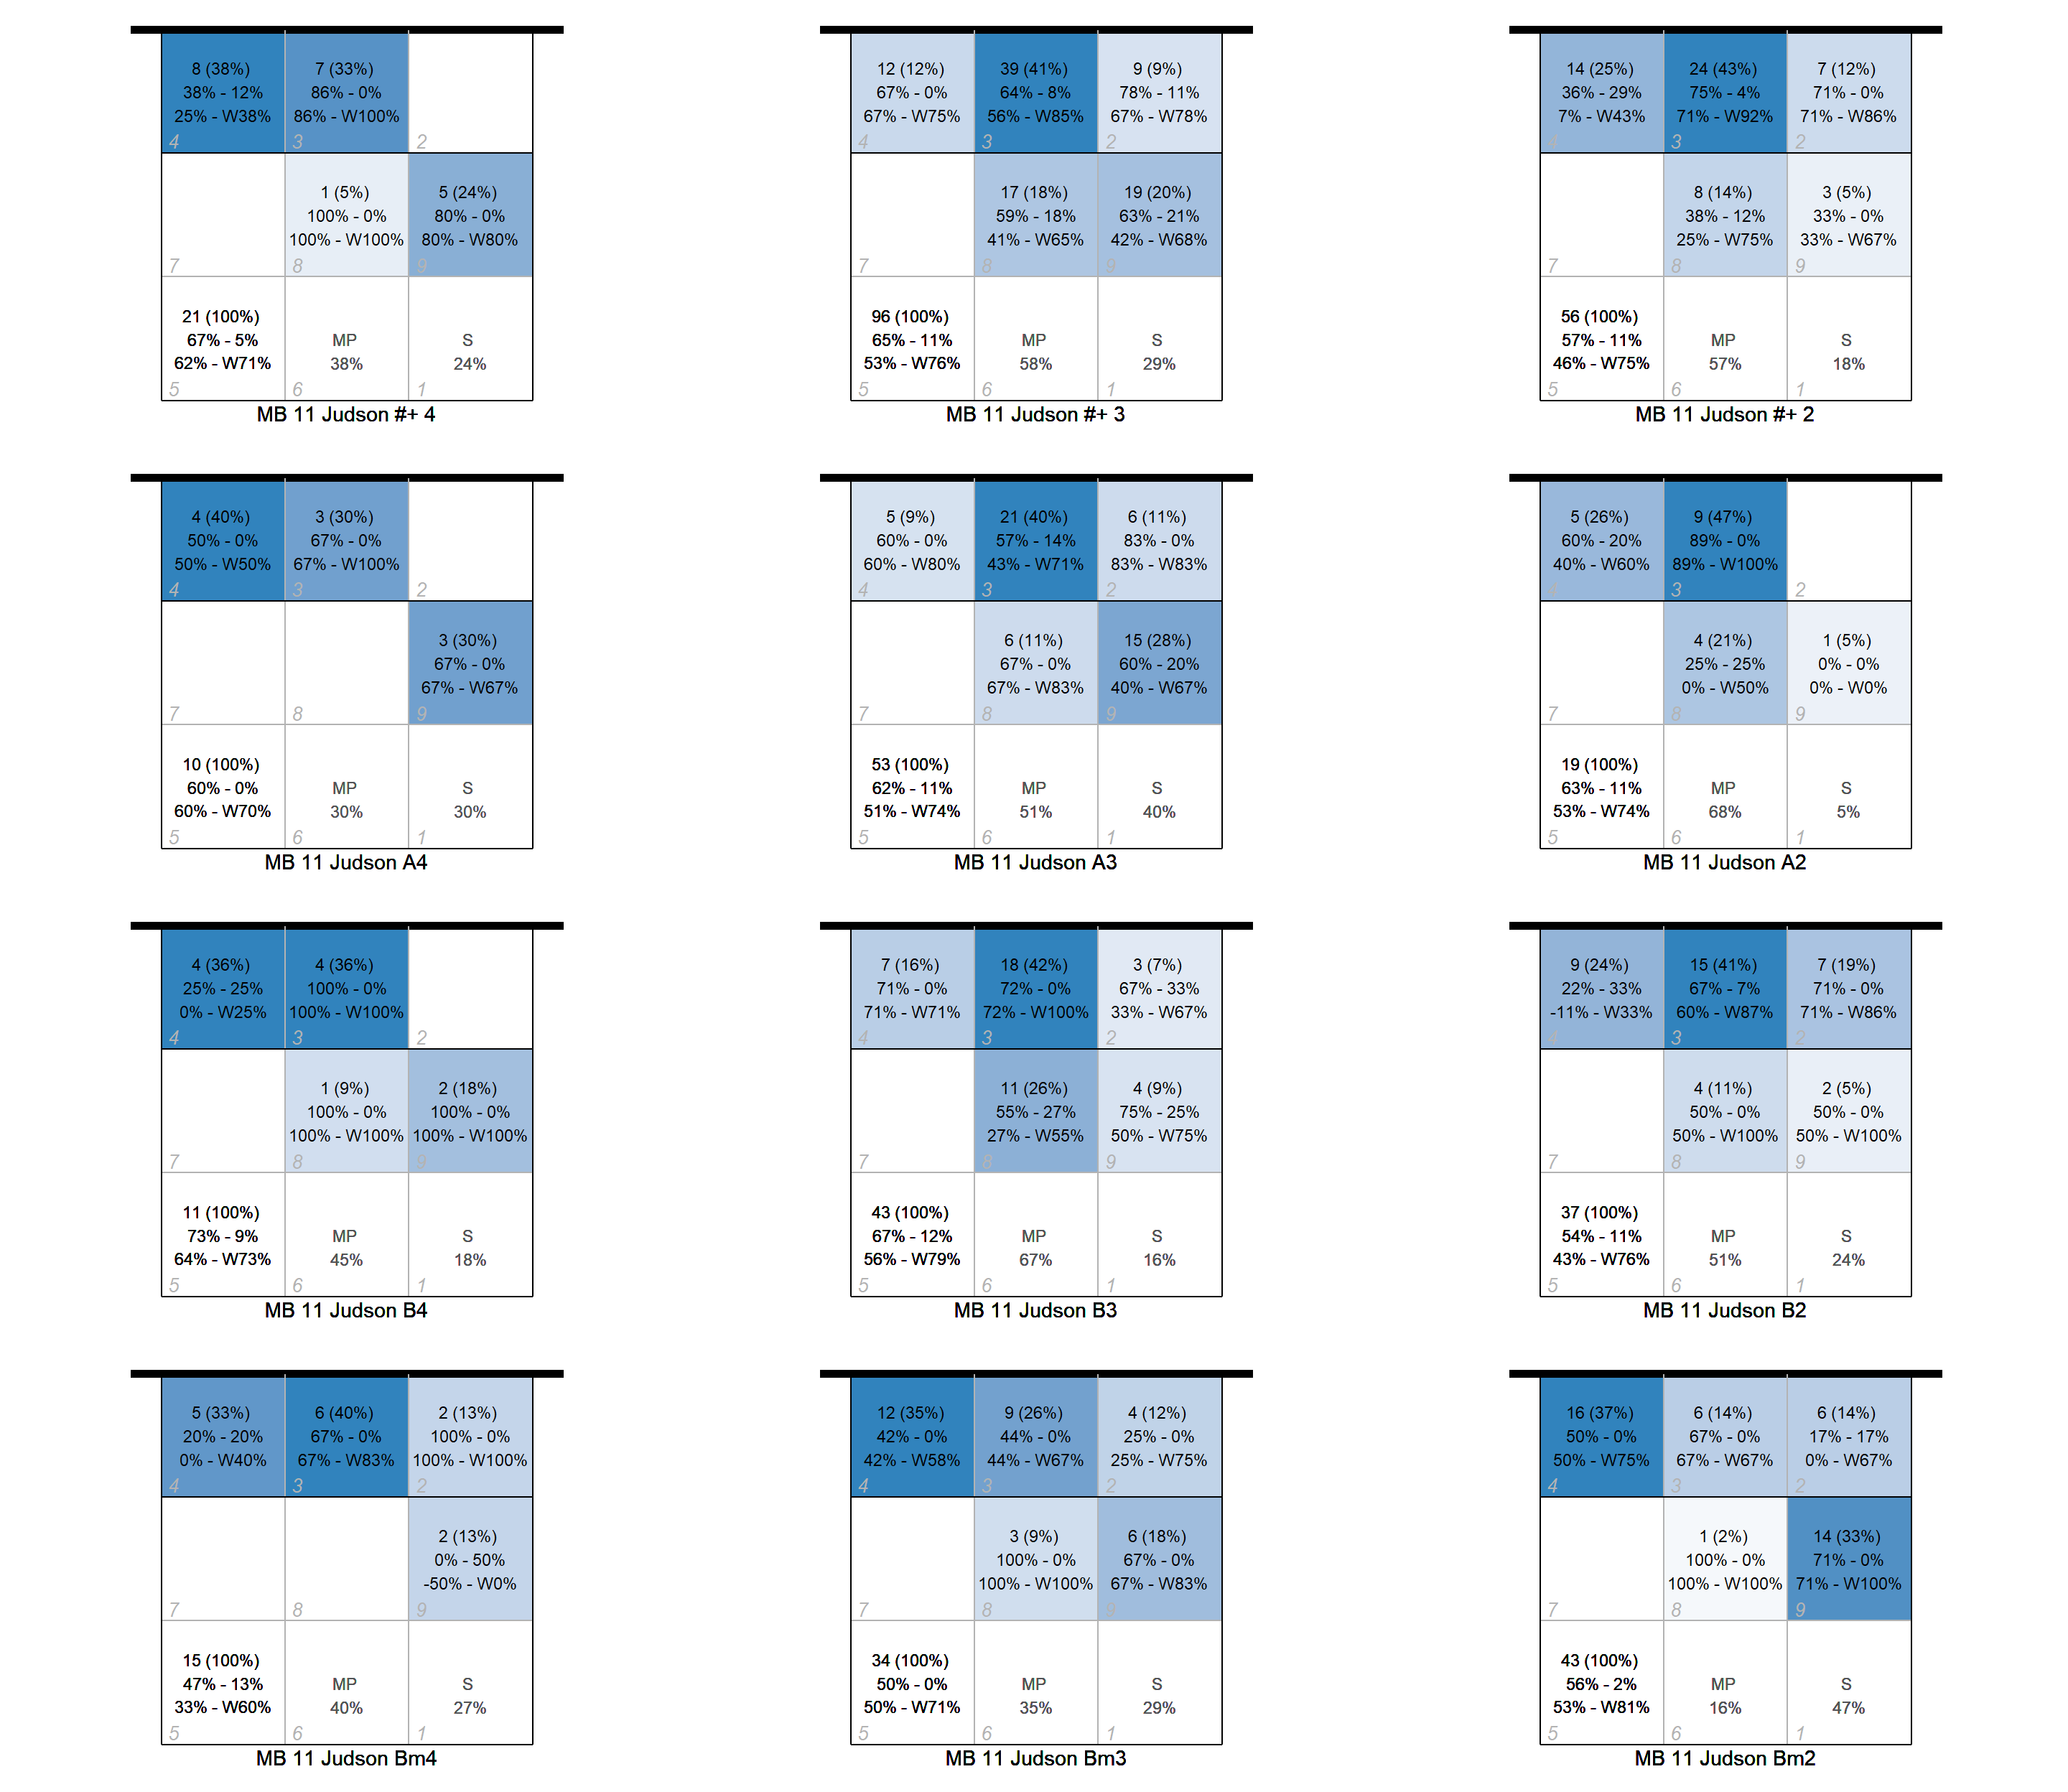 8 (38%)
38% - 12%
25% - W38%
4
7 (33%)
86% - 0%
86% - W100%
3
2
7
1 (5%)
100% - 0%
100% - W100%
8
5 (24%)
80% - 0%
80% - W80%
9
21 (100%)
67% - 5%
62% - W71%
5
MP
38%
6
S
24%
1
MB 11 Judson #+ 4
12 (12%)
67% - 0%
67% - W75%
4
39 (41%)
64% - 8%
56% - W85%
3
9 (9%)
78% - 11%
67% - W78%
2
7
17 (18%)
59% - 18%
41% - W65%
8
19 (20%)
63% - 21%
42% - W68%
9
96 (100%)
65% - 11%
53% - W76%
5
MP
58%
6
S
29%
1
MB 11 Judson #+ 3
14 (25%)
36% - 29%
7% - W43%
4
24 (43%)
75% - 4%
71% - W92%
3
7 (12%)
71% - 0%
71% - W86%
2
7
8 (14%)
38% - 12%
25% - W75%
8
3 (5%)
33% - 0%
33% - W67%
9
56 (100%)
57% - 11%
46% - W75%
5
MP
57%
6
S
18%
1
MB 11 Judson #+ 2
4 (40%)
50% - 0%
50% - W50%
4
3 (30%)
67% - 0%
67% - W100%
3
2
7
8
3 (30%)
67% - 0%
67% - W67%
9
10 (100%)
60% - 0%
60% - W70%
5
MP
30%
6
S
30%
1
MB 11 Judson A4
5 (9%)
60% - 0%
60% - W80%
4
21 (40%)
57% - 14%
43% - W71%
3
6 (11%)
83% - 0%
83% - W83%
2
7
6 (11%)
67% - 0%
67% - W83%
8
15 (28%)
60% - 20%
40% - W67%
9
53 (100%)
62% - 11%
51% - W74%
5
MP
51%
6
S
40%
1
MB 11 Judson A3
5 (26%)
60% - 20%
40% - W60%
4
9 (47%)
89% - 0%
89% - W100%
3
2
7
4 (21%)
25% - 25%
0% - W50%
8
1 (5%)
0% - 0%
0% - W0%
9
19 (100%)
63% - 11%
53% - W74%
5
MP
68%
6
S
5%
1
MB 11 Judson A2
4 (36%)
25% - 25%
0% - W25%
4
4 (36%)
100% - 0%
100% - W100%
3
2
7
1 (9%)
100% - 0%
100% - W100%
8
2 (18%)
100% - 0%
100% - W100%
9
11 (100%)
73% - 9%
64% - W73%
5
MP
45%
6
S
18%
1
MB 11 Judson B4
7 (16%)
71% - 0%
71% - W71%
4
18 (42%)
72% - 0%
72% - W100%
3
3 (7%)
67% - 33%
33% - W67%
2
7
11 (26%)
55% - 27%
27% - W55%
8
4 (9%)
75% - 25%
50% - W75%
9
43 (100%)
67% - 12%
56% - W79%
5
MP
67%
6
S
16%
1
MB 11 Judson B3
9 (24%)
22% - 33%
-11% - W33%
4
15 (41%)
67% - 7%
60% - W87%
3
7 (19%)
71% - 0%
71% - W86%
2
7
4 (11%)
50% - 0%
50% - W100%
8
2 (5%)
50% - 0%
50% - W100%
9
37 (100%)
54% - 11%
43% - W76%
5
MP
51%
6
S
24%
1
MB 11 Judson B2
5 (33%)
20% - 20%
0% - W40%
4
6 (40%)
67% - 0%
67% - W83%
3
2 (13%)
100% - 0%
100% - W100%
2
7
8
2 (13%)
0% - 50%
-50% - W0%
9
15 (100%)
47% - 13%
33% - W60%
5
MP
40%
6
S
27%
1
MB 11 Judson Bm4
12 (35%)
42% - 0%
42% - W58%
4
9 (26%)
44% - 0%
44% - W67%
3
4 (12%)
25% - 0%
25% - W75%
2
7
3 (9%)
100% - 0%
100% - W100%
8
6 (18%)
67% - 0%
67% - W83%
9
34 (100%)
50% - 0%
50% - W71%
5
MP
35%
6
S
29%
1
MB 11 Judson Bm3
16 (37%)
50% - 0%
50% - W75%
4
6 (14%)
67% - 0%
67% - W67%
3
6 (14%)
17% - 17%
0% - W67%
2
7
1 (2%)
100% - 0%
100% - W100%
8
14 (33%)
71% - 0%
71% - W100%
9
43 (100%)
56% - 2%
53% - W81%
5
MP
16%
6
S
47%
1
MB 11 Judson Bm2